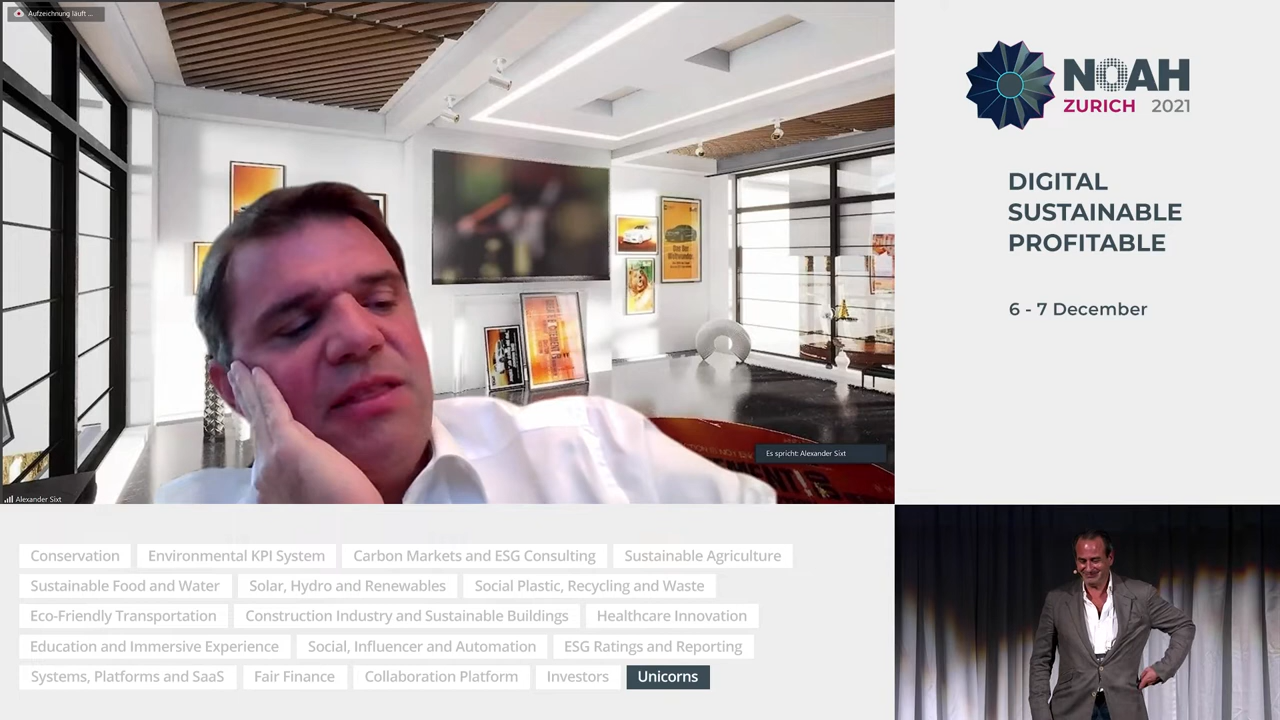 Aufzeichnung läuft ...
NOAH
ZURICH 2021
DIGITAL
SUSTAINABLE
PROFITABLE
6 - 7 December
Es spricht: Alexander Sixt
Alexander Sixt
Conservation Environmental KPI System Carbon Markets and ESG Consulting Sustainable Agriculture
Sustainable Food and Water Solar, Hydro and Renewables Social Plastic, Recycling and Waste
Eco-Friendly Transportation Construction Industry and Sustainable Buildings Healthcare Innovation
Education and Immersive Experience Social, Influencer and Automation ESG Ratings and Reporting
Systems, Platforms and SaaS Fair Finance Collaboration Platform Investors Unicorns